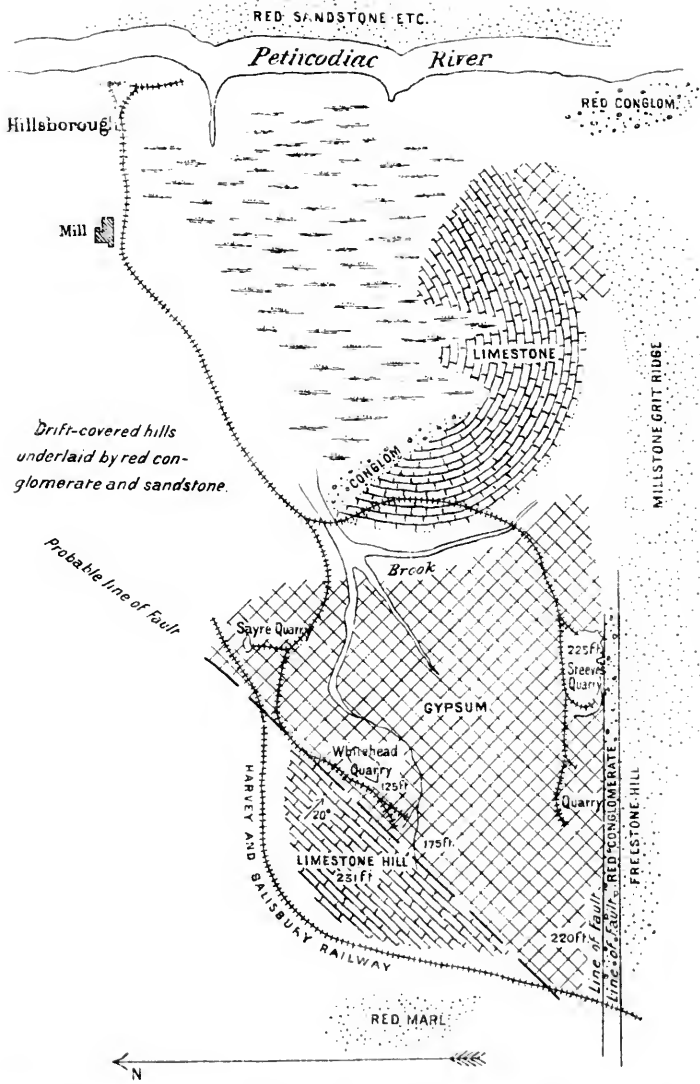 RED SANDSTONE ETC.
Petitcodiac River
RED CONGLOM.
Hillsboroug
Mill
LIMESTONE
MILLSTONE GRIT RIDGE
Drift-covered hills
underlaid by red con-
glomerate and sandstone.
CONGLOM
Probable line of Fault
Brook
Sayre Quarry
225ft.
Steeves
Quarry
GYPSUM
Whitehead
Quarry
125ft
Quarry
20°
175ft.
LIMESTONE HILL
231ft
HARVEY AND SALISBURY RAILWAY
220ft.
Line of Fault
RED CONGLOMERATE
Line of Fault
FREESTONE HILL
RED MARL
N